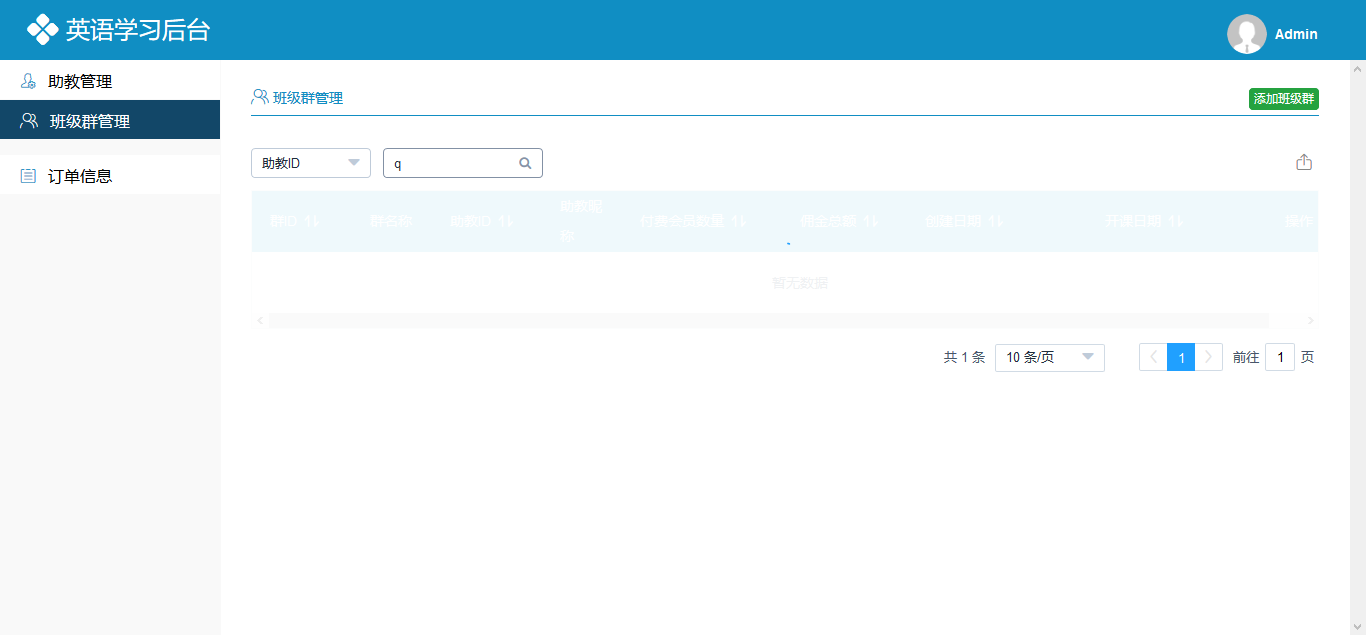 英语学习后台
Admin
助教管理
班级群管理
订单信息
班级群管理
添加班级群
助教ID
q
群ID 群名称 助教ID 助教昵称 付费会员数量 佣金总额 创建日期 开课日期 操作
暂无数据
共 1 条 10 条/页 1 前往 1 页